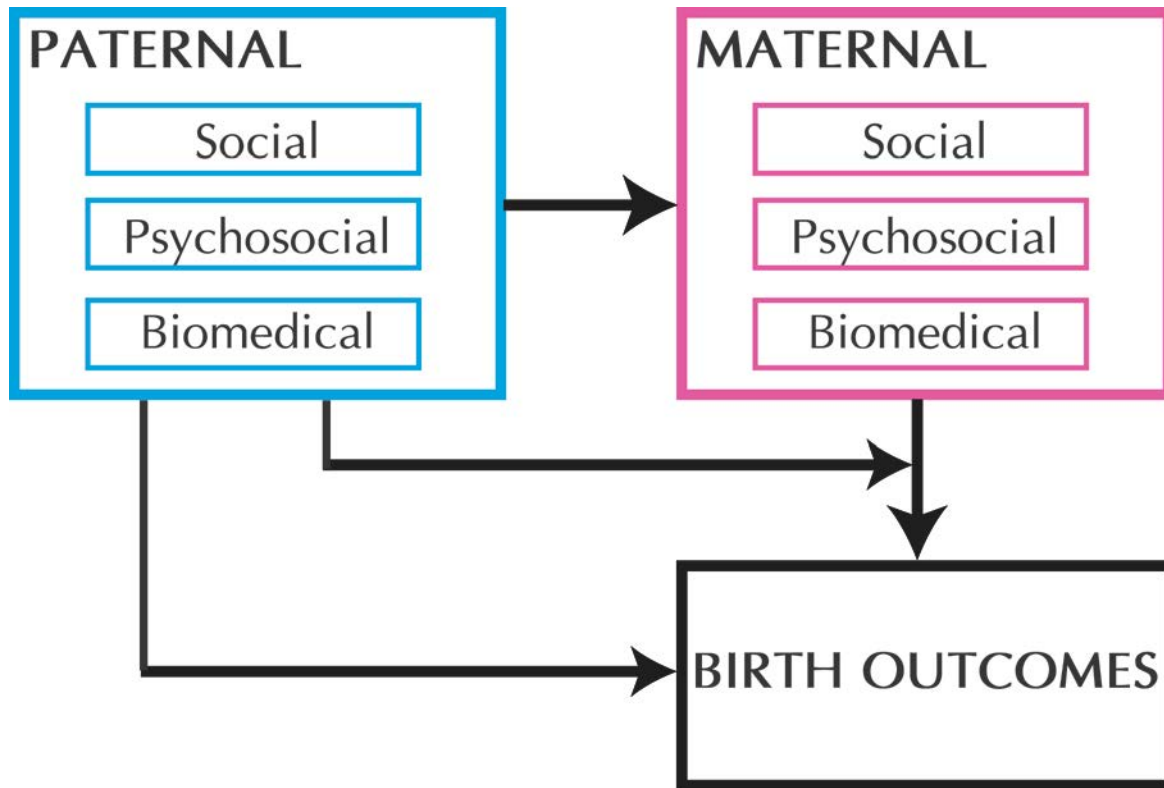 PATERNAL
Social
Psychosocial
Biomedical
MATERNAL
Social
Psychosocial
Biomedical
BIRTH OUTCOMES